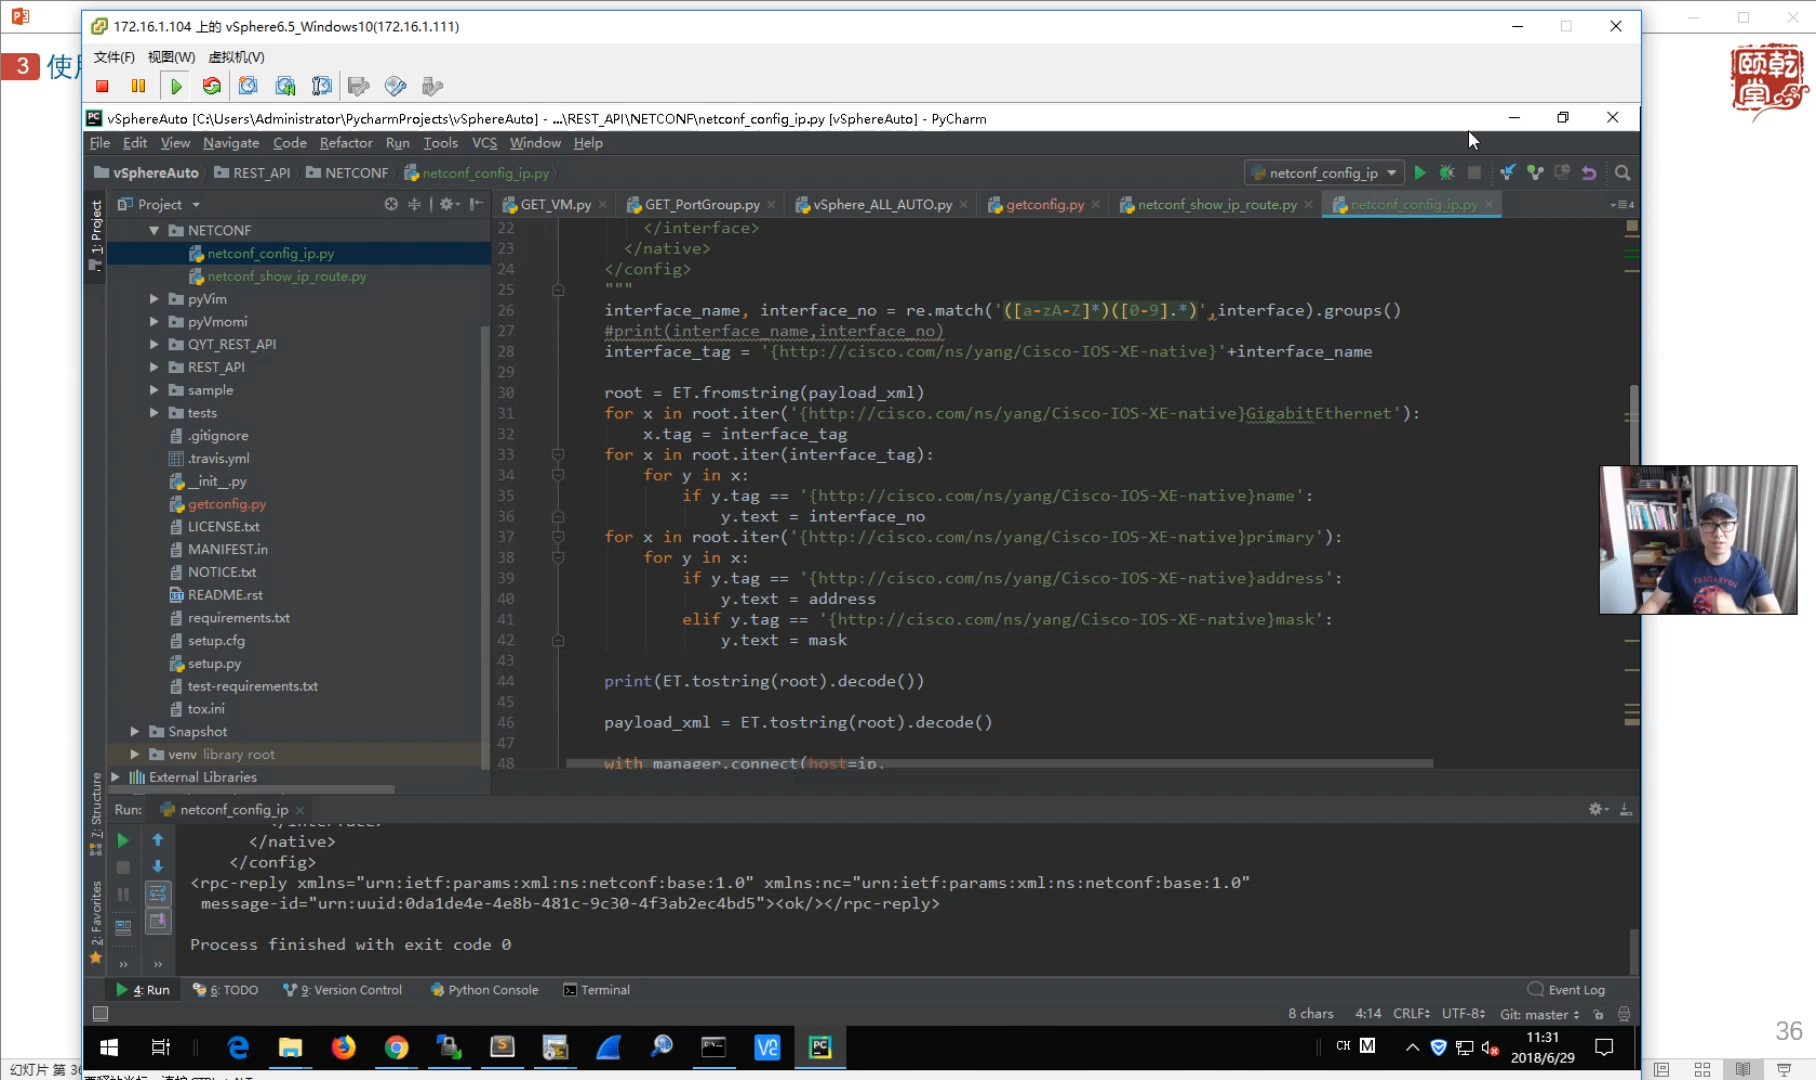 172.16.1.104 上的 vSphere6.5_Windows10(172.16.1.111)
3 使
文件(F) 视图(W) 虚拟机(V)
颐乾堂
vSphereAuto [C:\Users\Administrator\PycharmProjects\vSphereAuto] - ...\REST_API\NETCONF\netconf_config_ip.py [vSphereAuto] - PyCharm
File Edit View Navigate Code Refactor Run Tools VCS Window Help
vSphereAuto REST_API NETCONF netconf_config_ip.py netconf_config_ip
1: Project
Project
GET_VM.py GET_PortGroup.py vSphere_ALL_AUTO.py getconfig.py netconf_show_ip_route.py netconf_config_ip.py
NETCONF
netconf_config_ip.py
netconf_show_ip_route.py
pyVim
pyVmomi
QYT_REST_API
REST_API
sample
tests
.gitignore
.travis.yml
__init__.py
getconfig.py
LICENSE.txt
MANIFEST.in
NOTICE.txt
README.rst
requirements.txt
setup.cfg
setup.py
test-requirements.txt
tox.ini
Snapshot
venv library root
External Libraries
22 </interface>
23 </native>
24 </config>
25 """
26 interface_name, interface_no = re.match('([a-zA-Z]*)([0-9].*)',interface).groups()
27 #print(interface_name,interface_no)
28 interface_tag = '{http://cisco.com/ns/yang/Cisco-IOS-XE-native}'+interface_name
29
30 root = ET.fromstring(payload_xml)
31 for x in root.iter('{http://cisco.com/ns/yang/Cisco-IOS-XE-native}GigabitEthernet'):
32 x.tag = interface_tag
33 for x in root.iter(interface_tag):
34 for y in x:
35 if y.tag == '{http://cisco.com/ns/yang/Cisco-IOS-XE-native}name':
36 y.text = interface_no
37 for x in root.iter('{http://cisco.com/ns/yang/Cisco-IOS-XE-native}primary'):
38 for y in x:
39 if y.tag == '{http://cisco.com/ns/yang/Cisco-IOS-XE-native}address':
40 y.text = address
41 elif y.tag == '{http://cisco.com/ns/yang/Cisco-IOS-XE-native}mask':
42 y.text = mask
43
44 print(ET.tostring(root).decode())
45
46 payload_xml = ET.tostring(root).decode()
47
48 with manager.connect(host=ip,
7: Structure
2: Favorites
Run: netconf_config_ip
</native>
</config>
<rpc-reply xmlns="urn:ietf:params:xml:ns:netconf:base:1.0" xmlns:nc="urn:ietf:params:xml:ns:netconf:base:1.0"
message-id="urn:uuid:0da1de4e-4e8b-481c-9c30-4f3ab2ec4bd5"><ok/></rpc-reply>
Process finished with exit code 0
4: Run 6: TODO 9: Version Control Python Console Terminal Event Log
8 chars 4:14 CRLF UTF-8 Git: master
CH M 11:31
2018/6/29
36
幻灯片 第 36